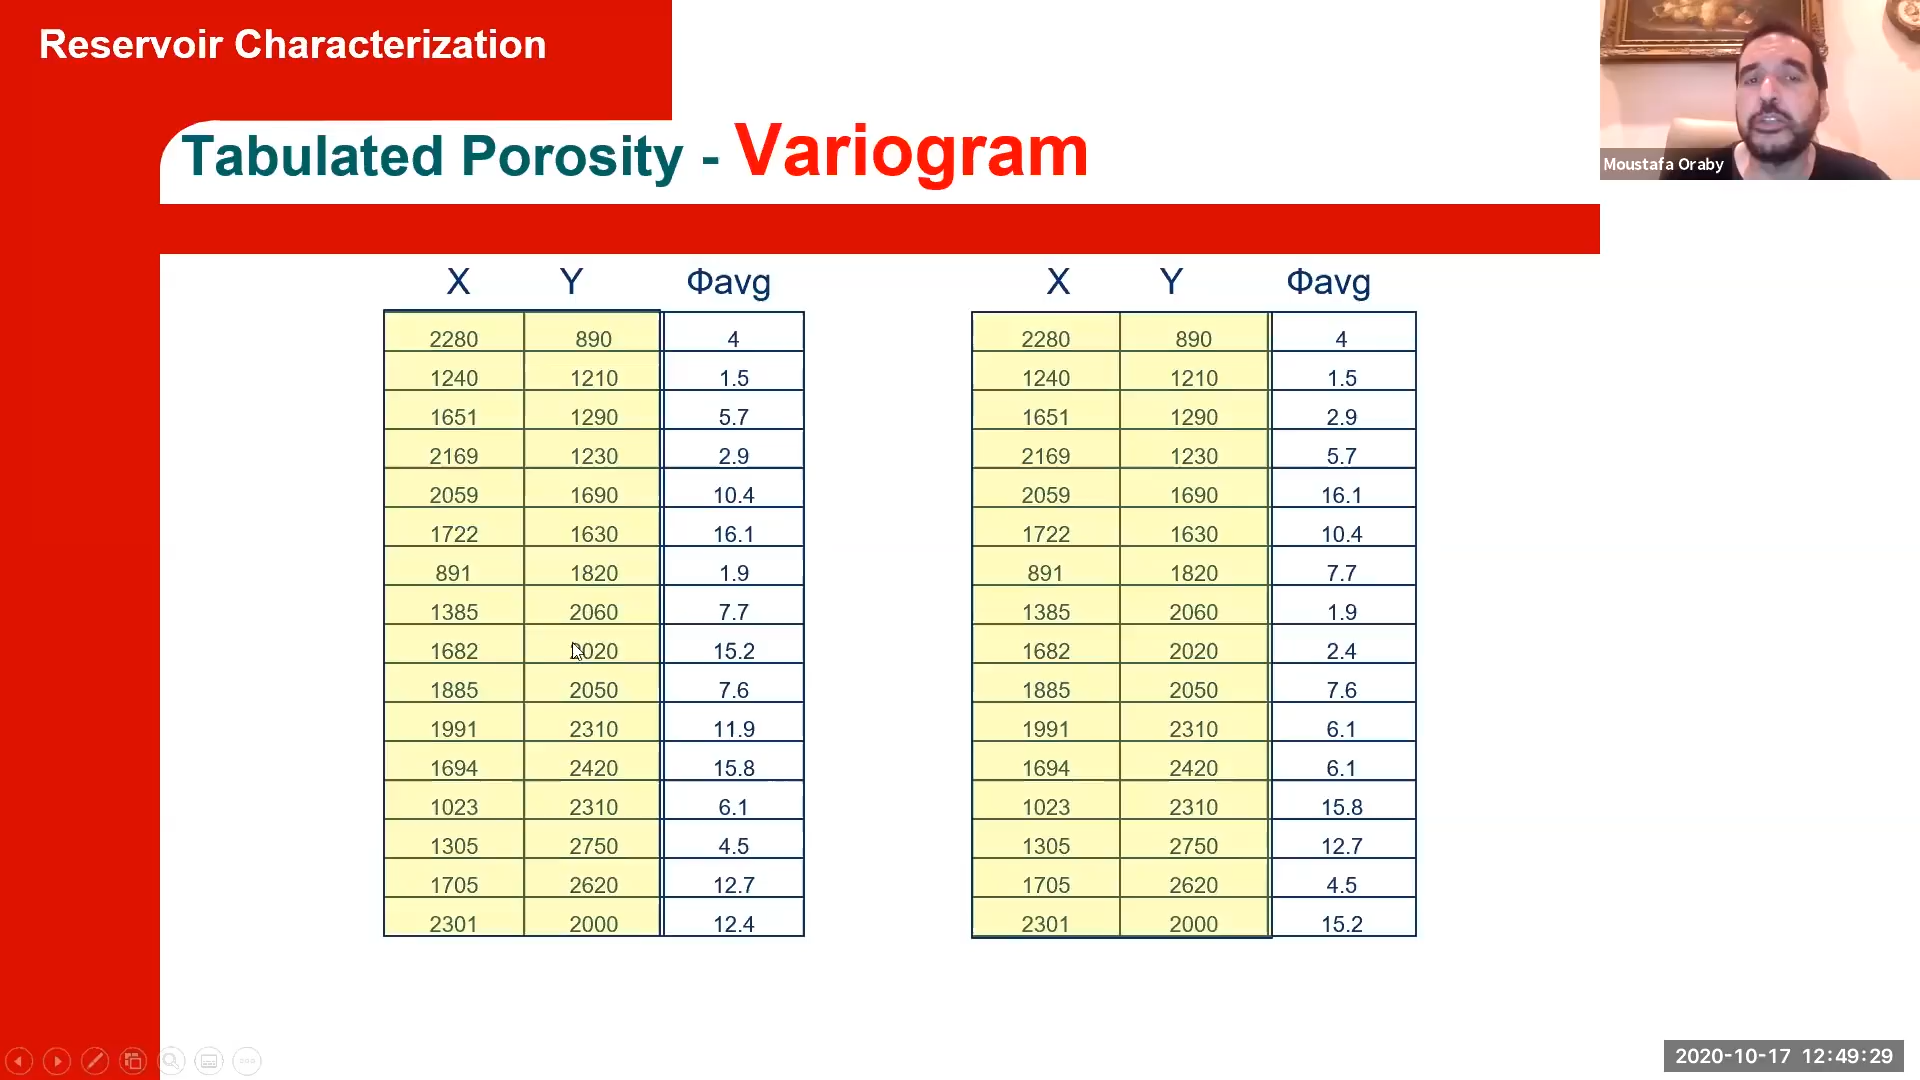 Reservoir Characterization
Tabulated Porosity - Variogram
Moustafa Oraby
X Y Φavg
2280 890 4
1240 1210 1.5
1651 1290 5.7
2169 1230 2.9
2059 1690 10.4
1722 1630 16.1
891 1820 1.9
1385 2060 7.7
1682 2020 15.2
1885 2050 7.6
1991 2310 11.9
1694 2420 15.8
1023 2310 6.1
1305 2750 4.5
1705 2620 12.7
2301 2000 12.4
X Y Φavg
2280 890 4
1240 1210 1.5
1651 1290 2.9
2169 1230 5.7
2059 1690 16.1
1722 1630 10.4
891 1820 7.7
1385 2060 1.9
1682 2020 2.4
1885 2050 7.6
1991 2310 6.1
1694 2420 6.1
1023 2310 15.8
1305 2750 12.7
1705 2620 4.5
2301 2000 15.2
2020-10-17 12:49:29